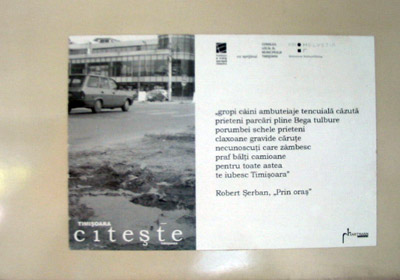 „gropi câini ambuteiaje tencuială căzută
prieteni parcări pline Bega tulbure
porumbei schele prieteni
claxoane gravide căruțe
necunoscuți care zâmbesc
praf bălți camioane
pentru toate astea
te iubesc Timișoara"
Robert Șerban, „Prin oraș"
TIMIȘOARA
citește